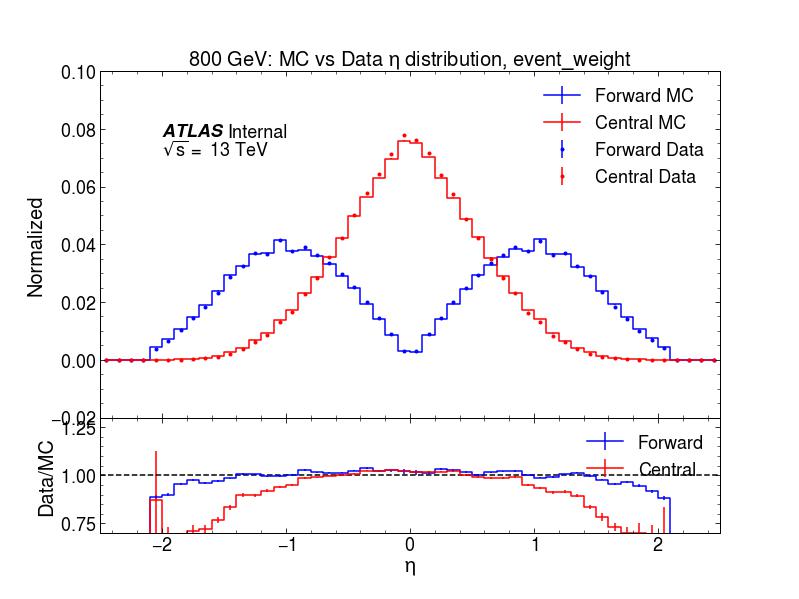 800 GeV: MC vs Data η distribution, event_weight
0.10
0.08
0.06
0.04
0.02
0.00
−0.02
Normalized
ATLAS Internal
√s = 13 TeV
Forward MC
Central MC
Forward Data
Central Data
1.25
1.00
0.75
Data/MC
Forward
Central
−2 −1 0 1 2
η